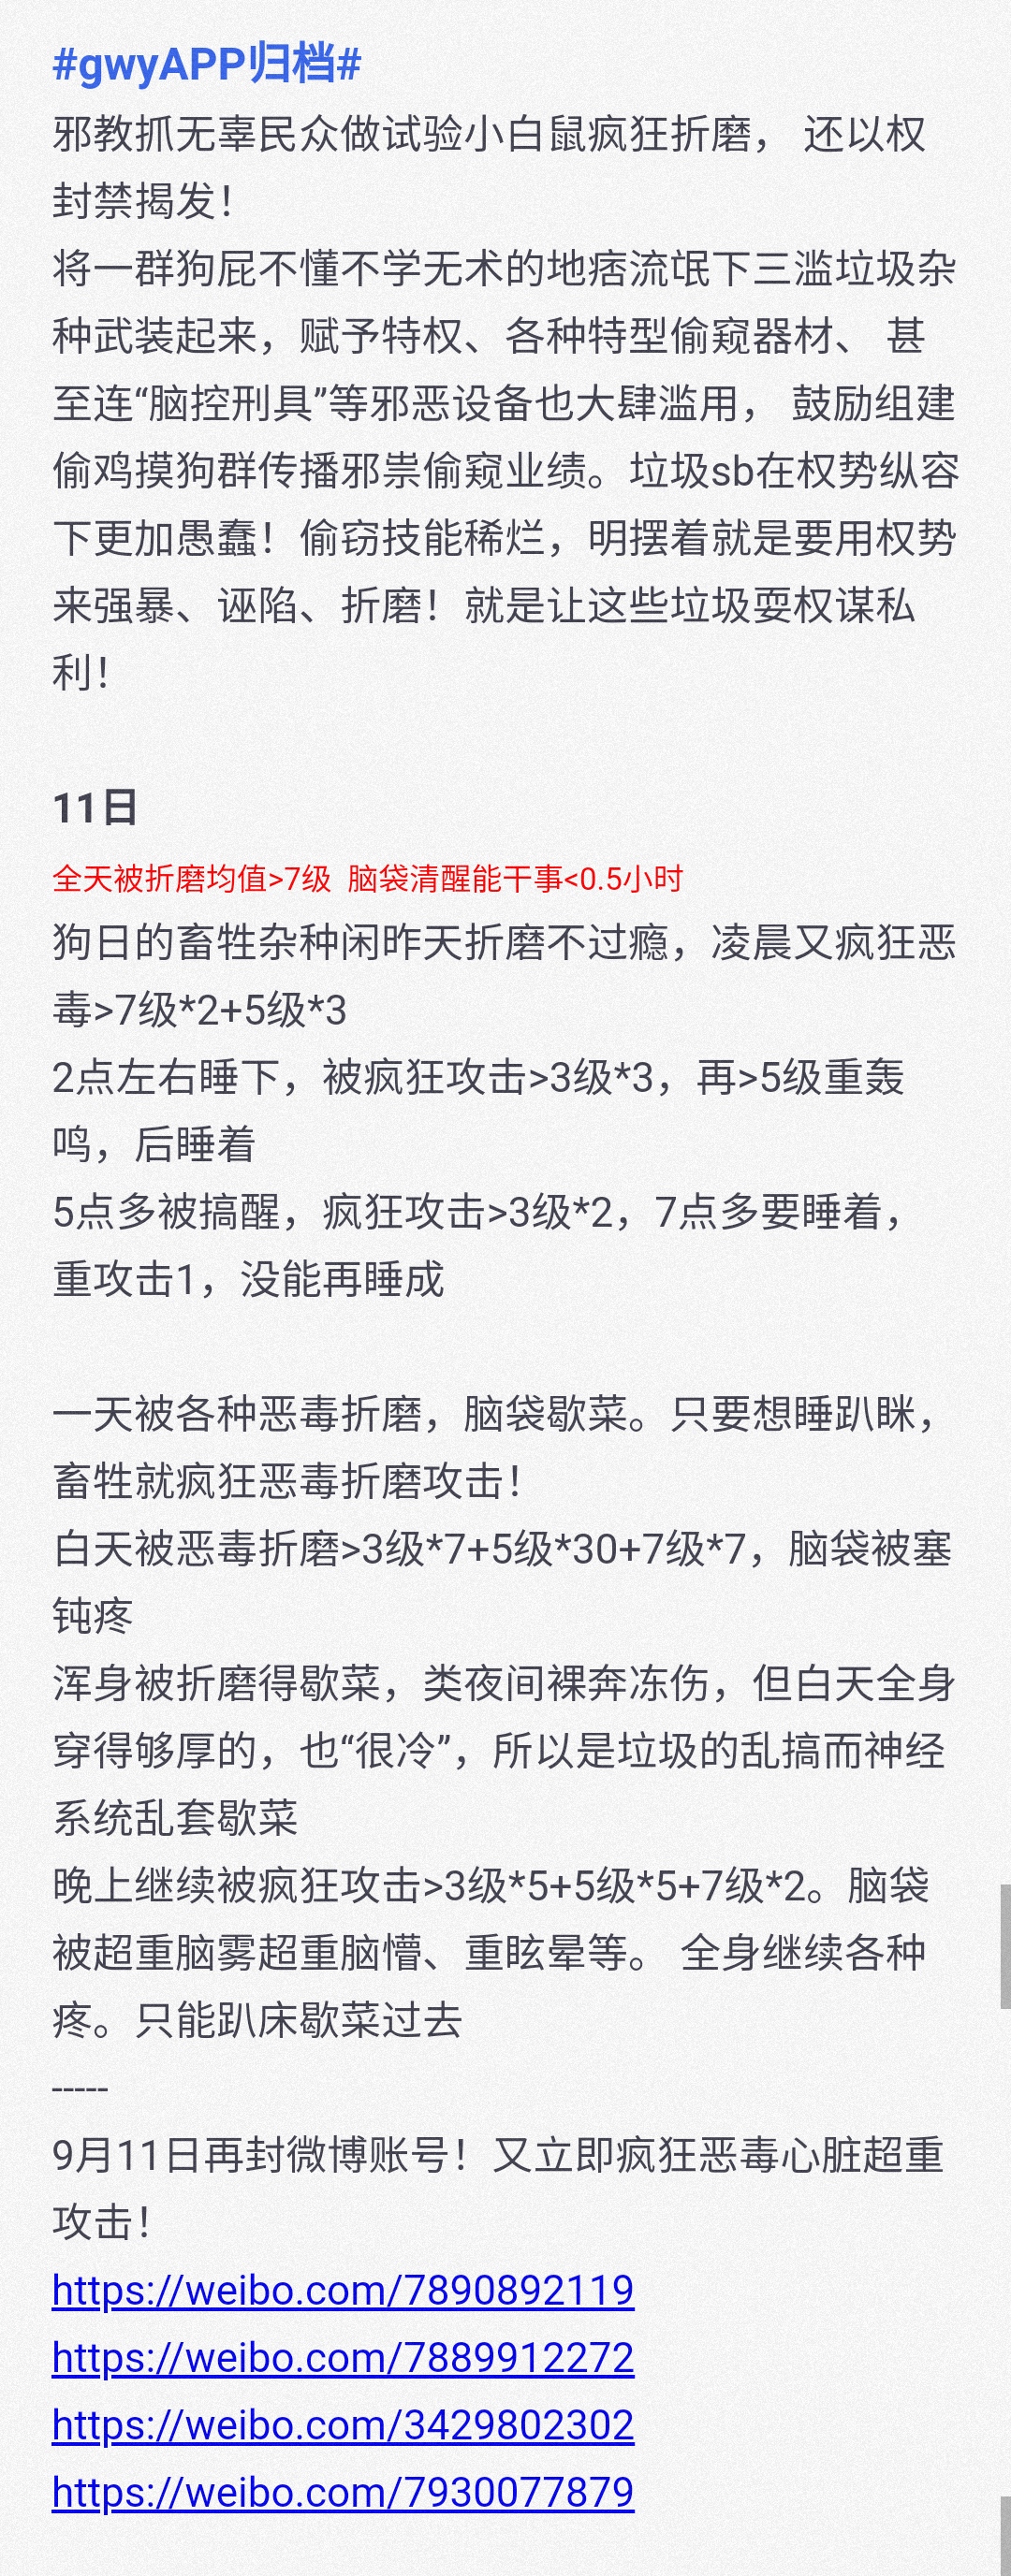 #gwyAPP归档#
邪教抓无辜民众做试验小白鼠疯狂折磨， 还以权
封禁揭发！
将一群狗屁不懂不学无术的地痞流氓下三滥垃圾杂
种武装起来，赋予特权、各种特型偷窥器材、 甚
至连“脑控刑具”等邪恶设备也大肆滥用， 鼓励组建
偷鸡摸狗群传播邪祟偷窥业绩。垃圾sb在权势纵容
下更加愚蠢！偷窃技能稀烂，明摆着就是要用权势
来强暴、诬陷、折磨！就是让这些垃圾耍权谋私
利！
11日
全天被折磨均值>7级 脑袋清醒能干事<0.5小时
狗日的畜牲杂种闲昨天折磨不过瘾，凌晨又疯狂恶
毒>7级*2+5级*3
2点左右睡下，被疯狂攻击>3级*3，再>5级重轰
鸣，后睡着
5点多被搞醒，疯狂攻击>3级*2，7点多要睡着，
重攻击1，没能再睡成
一天被各种恶毒折磨，脑袋歇菜。只要想睡趴眯，
畜牲就疯狂恶毒折磨攻击！
白天被恶毒折磨>3级*7+5级*30+7级*7，脑袋被塞
钝疼
浑身被折磨得歇菜，类夜间裸奔冻伤，但白天全身
穿得够厚的，也“很冷”，所以是垃圾的乱搞而神经
系统乱套歇菜
晚上继续被疯狂攻击>3级*5+5级*5+7级*2。脑袋
被超重脑雾超重脑懵、重眩晕等。 全身继续各种
疼。只能趴床歇菜过去
-----
9月11日再封微博账号！又立即疯狂恶毒心脏超重
攻击！
https://weibo.com/7890892119
https://weibo.com/7889912272
https://weibo.com/3429802302
https://weibo.com/7930077879